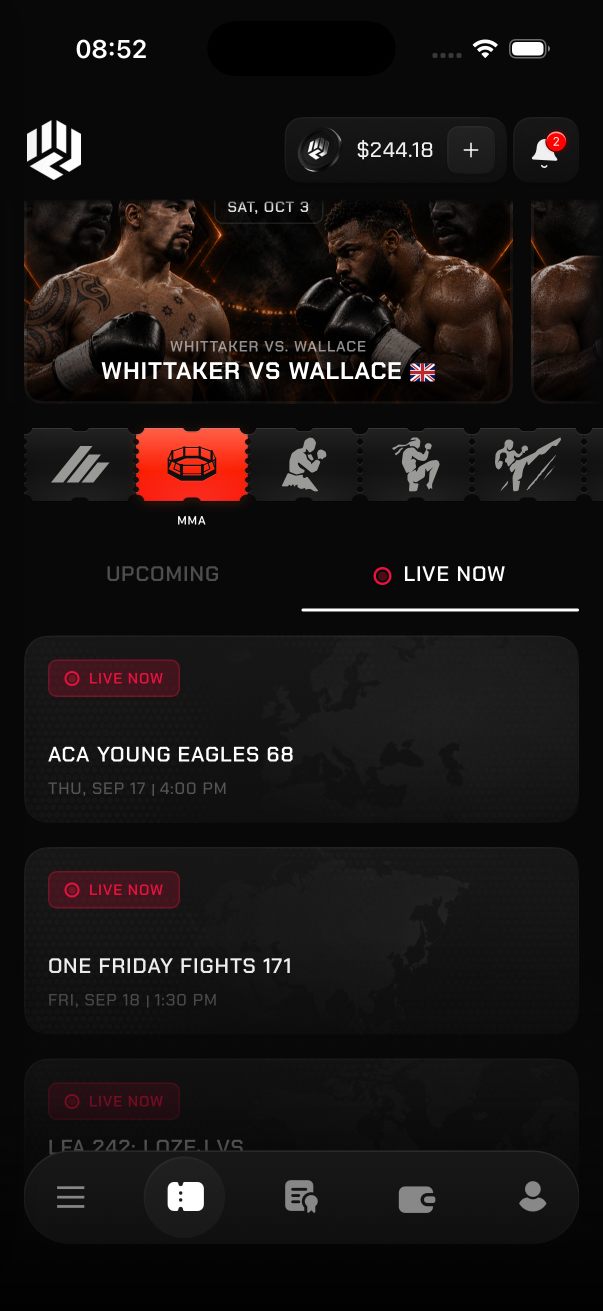 08:52
$244.18
2
SAT, OCT 3
WHITTAKER VS. WALLACE
WHITTAKER VS WALLACE
MMA
UPCOMING
LIVE NOW
LIVE NOW
ACA YOUNG EAGLES 68
THU, SEP 17 | 4:00 PM
LIVE NOW
ONE FRIDAY FIGHTS 171
FRI, SEP 18 | 1:30 PM
LIVE NOW
LFA 242: